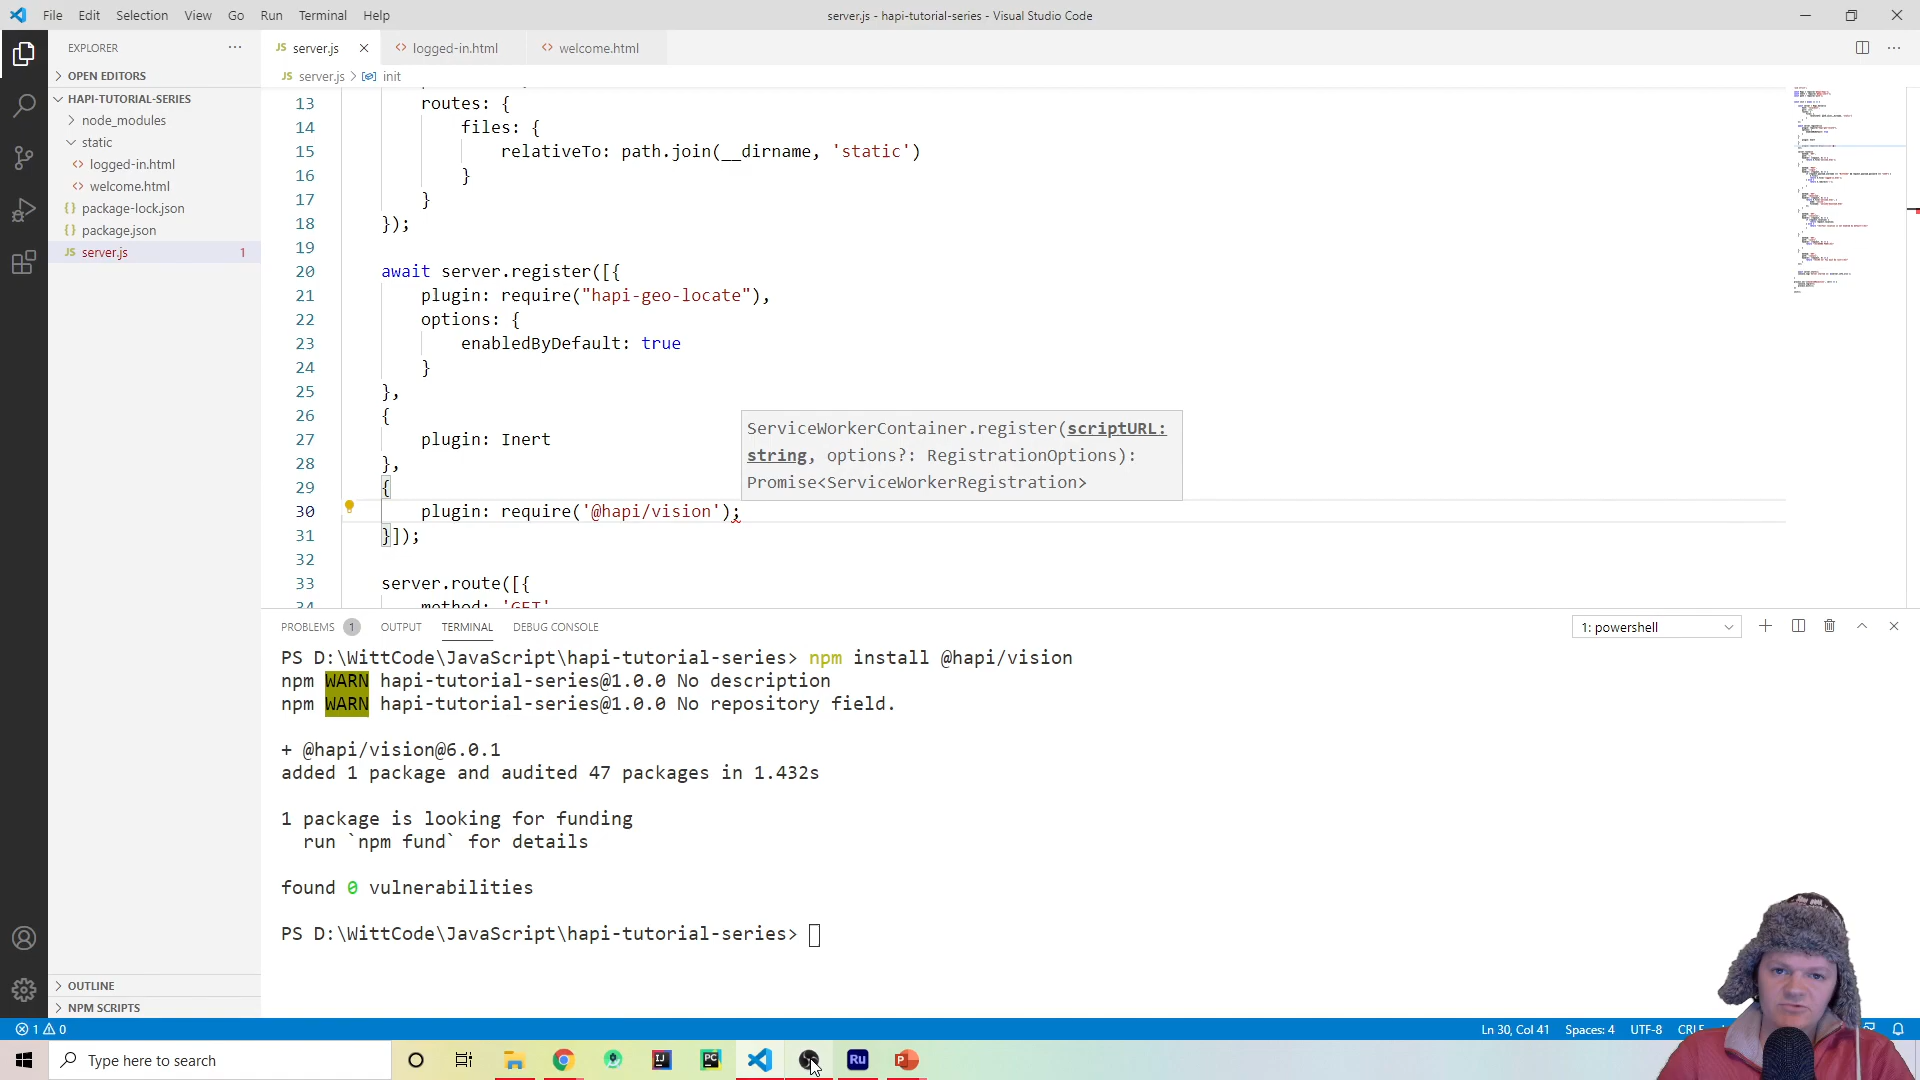 File Edit Selection View Go Run Terminal Help
server.js - hapi-tutorial-series - Visual Studio Code
EXPLORER
OPEN EDITORS
HAPI-TUTORIAL-SERIES
node_modules
static
logged-in.html
welcome.html
package-lock.json
package.json
JS server.js 1
OUTLINE
NPM SCRIPTS
JS server.js
logged-in.html
welcome.html
JS server.js > init
13 routes: {
14 files: {
15 relativeTo: path.join(__dirname, 'static')
16 }
17 }
18 });
19
20 await server.register([{
21 plugin: require("hapi-geo-locate"),
22 options: {
23 enabledByDefault: true
24 }
25 },
26 {
27 plugin: Inert
28 },
29 {
30 plugin: require('@hapi/vision');
31 }]);
32
33 server.route([{
34 method: 'GET'
ServiceWorkerContainer.register(scriptURL:
string, options?: RegistrationOptions):
Promise<ServiceWorkerRegistration>
PROBLEMS 1 OUTPUT TERMINAL DEBUG CONSOLE
1: powershell
PS D:\WittCode\JavaScript\hapi-tutorial-series> npm install @hapi/vision
npm WARN hapi-tutorial-series@1.0.0 No description
npm WARN hapi-tutorial-series@1.0.0 No repository field.
+ @hapi/vision@6.0.1
added 1 package and audited 47 packages in 1.432s
1 package is looking for funding
run `npm fund` for details
found 0 vulnerabilities
PS D:\WittCode\JavaScript\hapi-tutorial-series>
1 0
Ln 30, Col 41 Spaces: 4 UTF-8 CRLF
Type here to search
IJ
PC
Ru
P